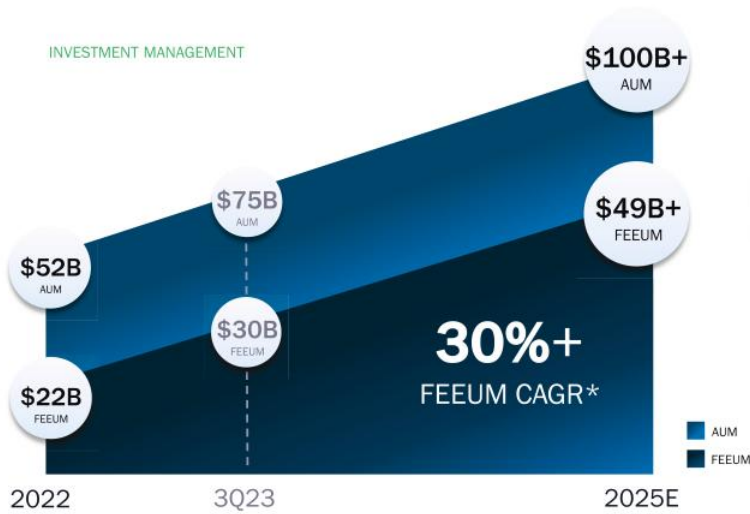 INVESTMENT MANAGEMENT
$100B+
AUM
$75B
AUM
$49B+
FEEUM
$52B
AUM
$30B
FEEUM
30%+
FEEUM CAGR*
$22B
FEEUM
AUM
FEEUM
2022
3Q23
2025E